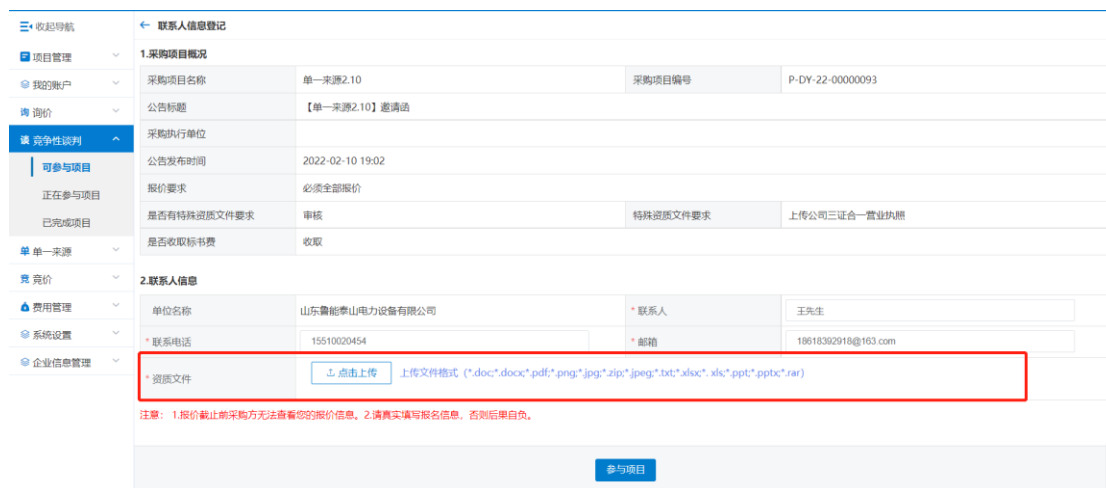 收起导航
← 联系人信息登记
项目管理
我的账户
询 询价
谈 竞争性谈判
可参与项目
正在参与项目
已完成项目
单 单一来源
竞 竞价
费用管理
系统设置
企业信息管理
1.采购项目概况
采购项目名称 单一来源2.10 采购项目编号 P-DY-22-00000093
公告标题 【单一来源2.10】邀请函
采购执行单位
公告发布时间 2022-02-10 19:02
报价要求 必须全部报价
是否有特殊资质文件要求 审核 特殊资质文件要求 上传公司三证合一营业执照
是否收取标书费 收取
2.联系人信息
单位名称 山东鲁能泰山电力设备有限公司 * 联系人 王先生
* 联系电话 15510020454 * 邮箱 18618392918@163.com
* 资质文件 点击上传 上传文件格式（*.doc;*.docx;*.pdf;*.png;*.jpg;*.zip;*.jpeg;*.txt;*.xlsx;*. xls;*.ppt;*.pptx;*.rar）
注意： 1.报价截止前采购方无法查看您的报价信息。2.请真实填写报名信息，否则后果自负。
参与项目